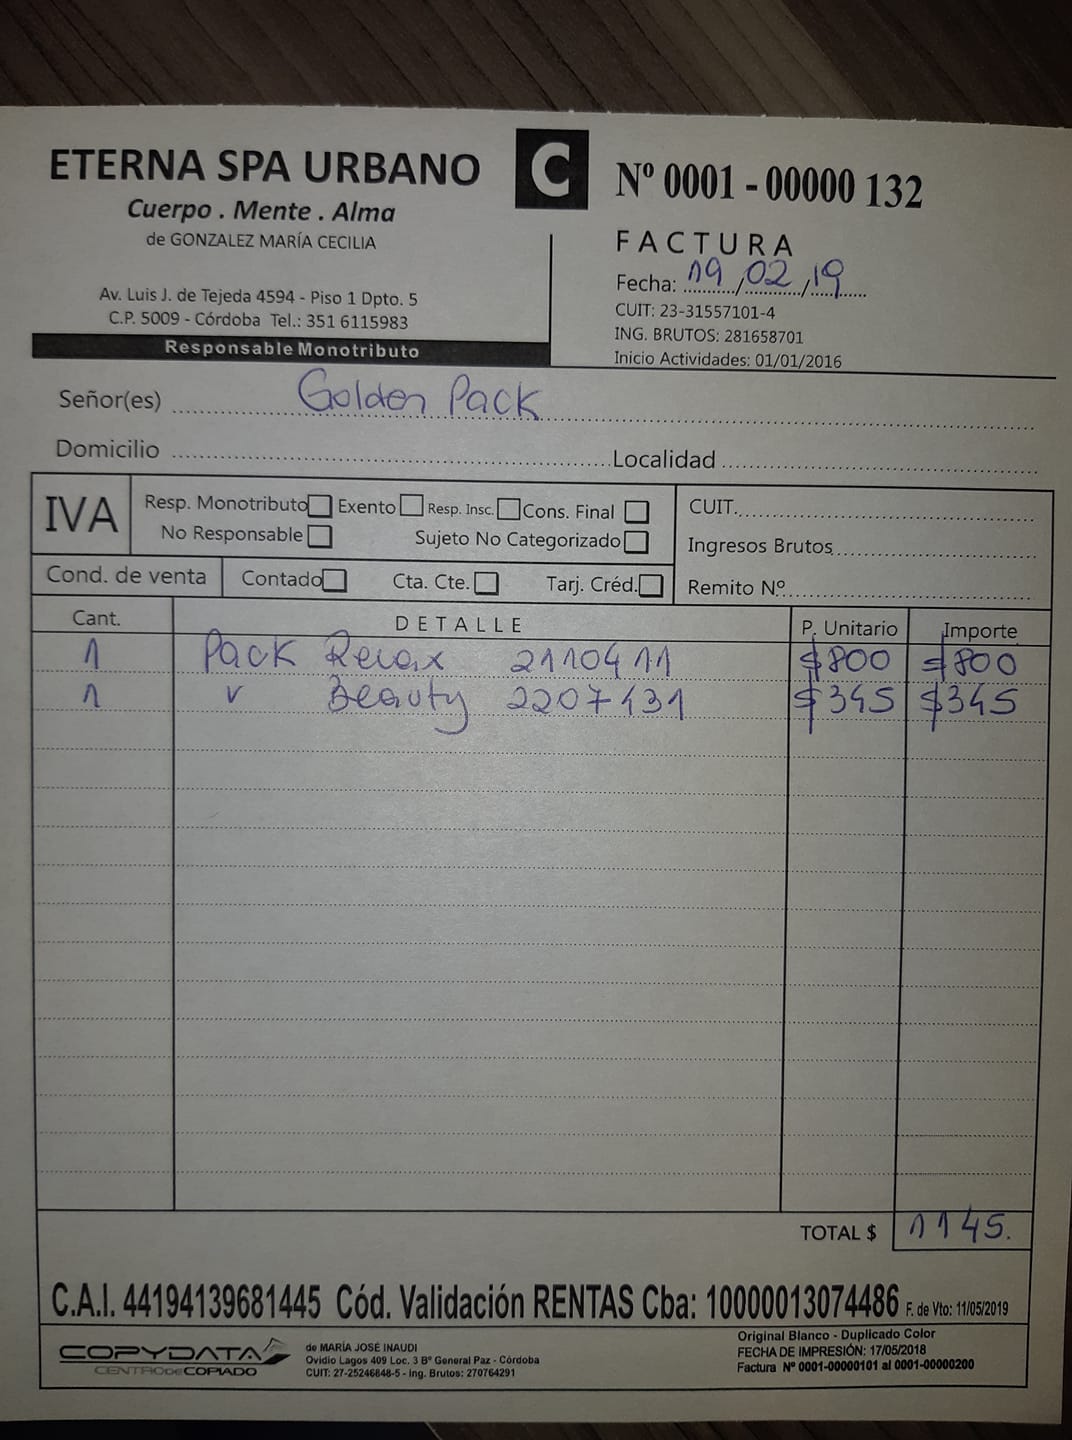 ETERNA SPA URBANO
Cuerpo . Mente . Alma
de GONZALEZ MARÍA CECILIA
Av. Luis J. de Tejeda 4594 - Piso 1 Dpto. 5
C.P. 5009 - Córdoba Tel.: 351 6115983
Responsable Monotributo
C
Nº 0001 - 00000 132
FACTURA
Fecha: 19/02/19
CUIT: 23-31557101-4
ING. BRUTOS: 281658701
Inicio Actividades: 01/01/2016
Señor(es) Golden Pack
Domicilio Localidad
IVA Resp. Monotributo Exento Resp. Insc. Cons. Final
No Responsable Sujeto No Categorizado
CUIT.
Ingresos Brutos
Cond. de venta Contado Cta. Cte. Tarj. Créd. Remito Nº
Cant. DETALLE P. Unitario Importe
1 Pack Relax 2110411 $800 $800
1 v Beauty 2207131 $345 $345
TOTAL $ 1145.
C.A.I. 44194139681445 Cód. Validación RENTAS Cba: 10000013074486 F. de Vto: 11/05/2019
COPYDATA
CENTRO DE COPIADO
de MARÍA JOSÉ INAUDI
Ovidio Lagos 409 Loc. 3 Bº General Paz - Córdoba
CUIT: 27-25246848-5 - Ing. Brutos: 270764291
Original Blanco - Duplicado Color
FECHA DE IMPRESIÓN: 17/05/2018
Factura Nº 0001-00000101 al 0001-00000200